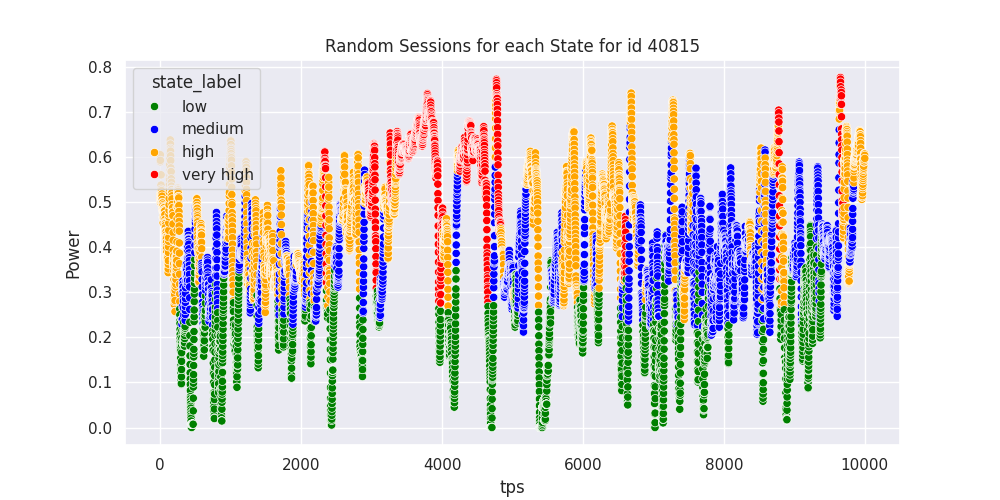 Random Sessions for each State for id 40815
0.8
0.7
0.6
0.5
0.4
0.3
0.2
0.1
0.0
Power
state_label
low
medium
high
very high
0
2000
4000
6000
8000
10000
tps